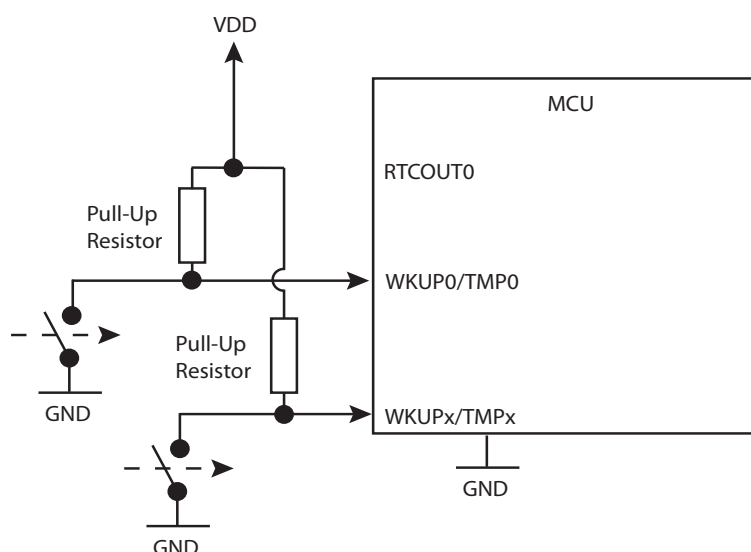 VDD
MCU
RTCOUT0
Pull-Up
Resistor
WKUP0/TMP0
Pull-Up
Resistor
GND
WKUPx/TMPx
GND
GND